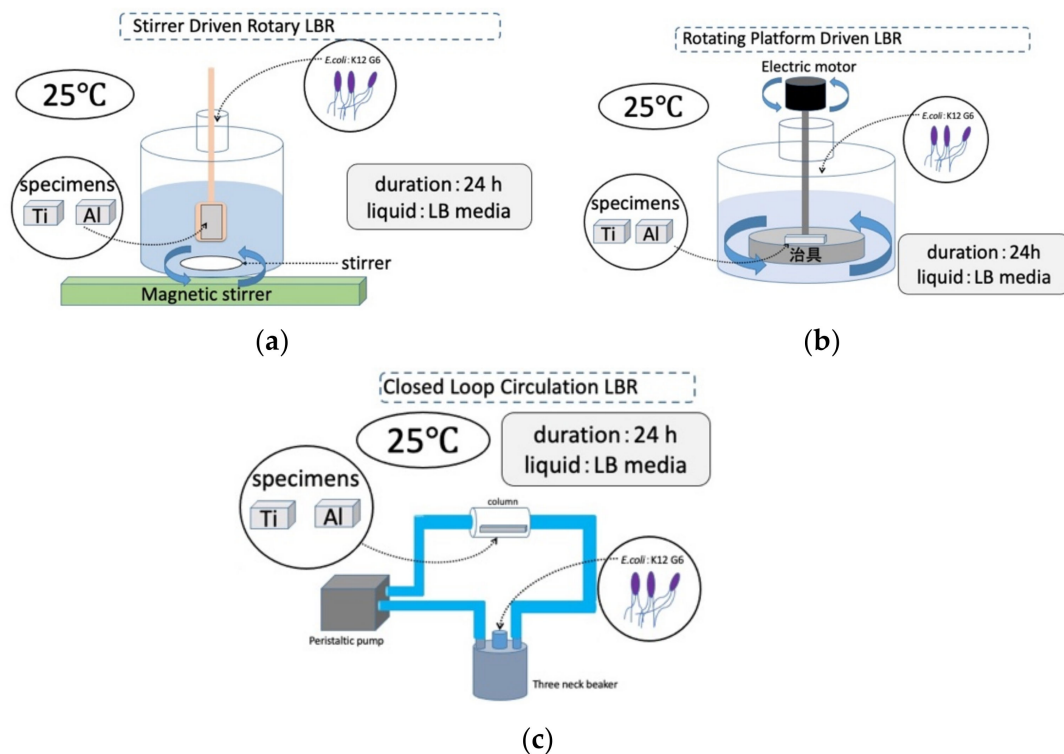 Stirrer Driven Rotary LBR
E.coli : K12 G6
25℃
specimens
Ti Al
duration : 24 h
liquid : LB media
stirrer
Magnetic stirrer
(a)
Rotating Platform Driven LBR
Electric motor
25℃
E.coli : K12 G6
specimens
Ti Al
治具
duration : 24h
liquid : LB media
(b)
Closed Loop Circulation LBR
25℃
duration : 24 h
liquid : LB media
specimens
Ti Al
column
E.coli : K12 G6
Peristaltic pump
Three neck beaker
(c)